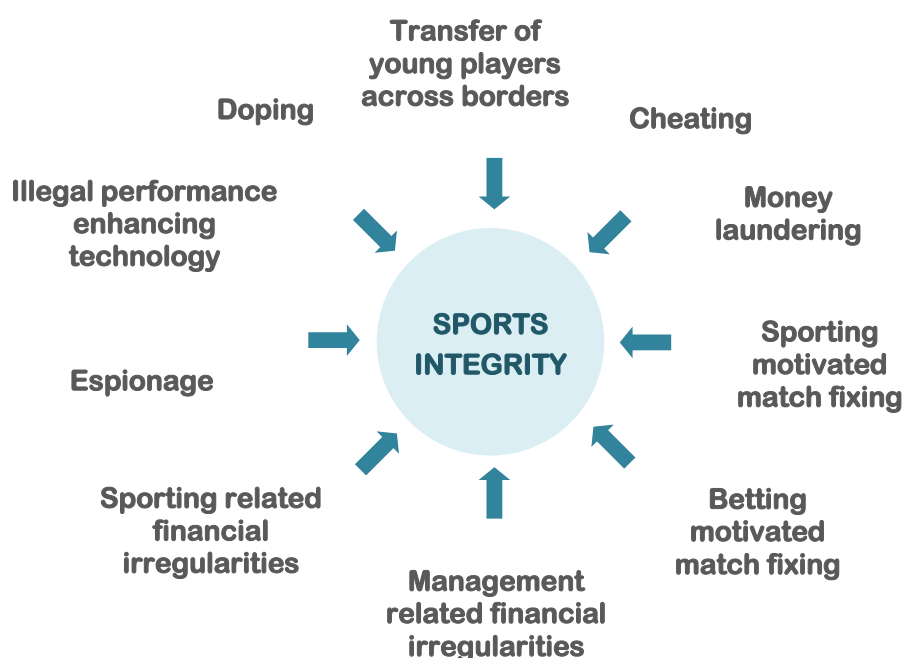 Transfer of
young players
across borders
Doping
Cheating
Illegal performance
enhancing
technology
Money
laundering
SPORTS
INTEGRITY
Sporting
motivated
match fixing
Espionage
Sporting related
financial
irregularities
Betting
motivated
match fixing
Management
related financial
irregularities